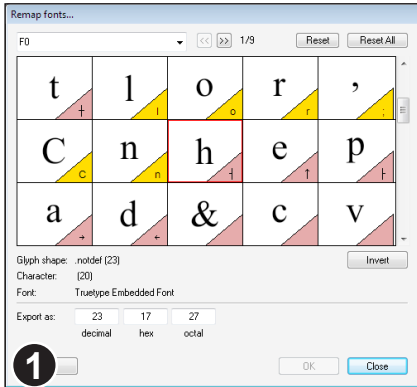 Remap fonts...
F0 << >> 1/9 Reset Reset All
t † l l o o r r , ;
C C n n h ┤ e ↑ p ├
a → d ← & c v
Glyph shape: .notdef (23) Invert
Character: (20)
Font: Truetype Embedded Font
Export as: 23 17 27
decimal hex octal
1 OK Close